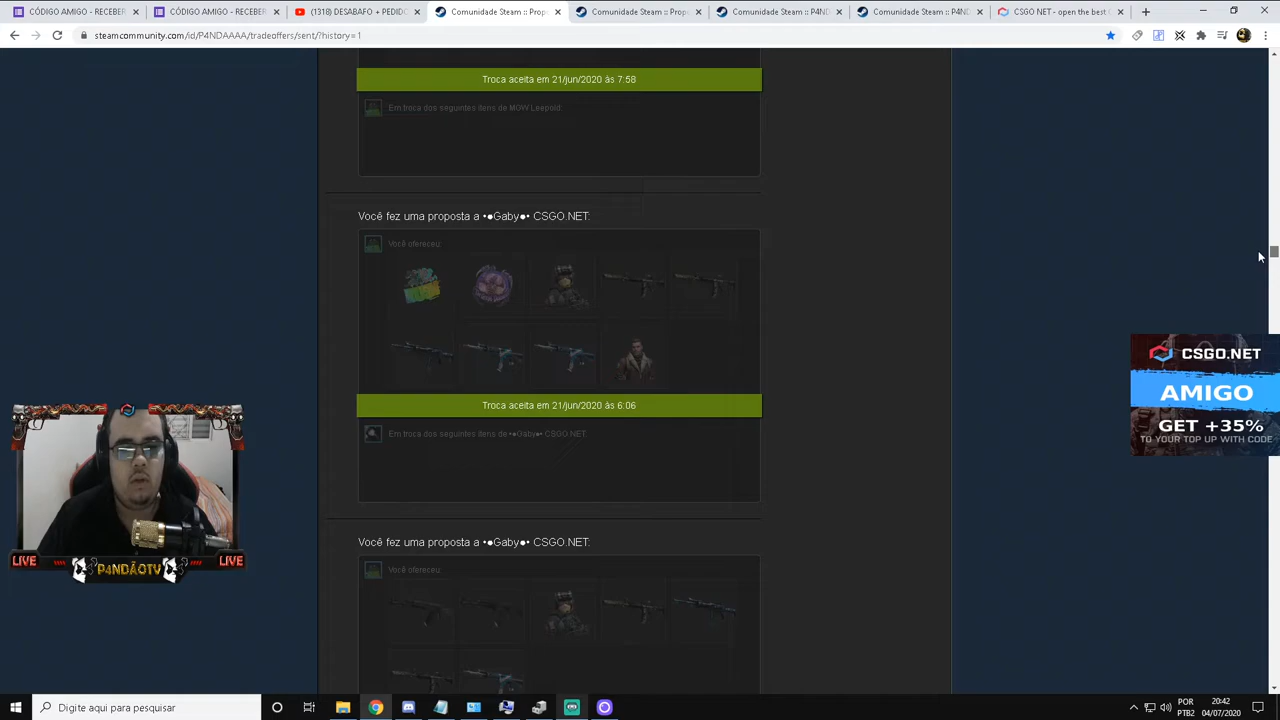 CÓDIGO AMIGO - RECEBER
CÓDIGO AMIGO - RECEBER
(1318) DESABAFO + PEDIDO
Comunidade Steam :: Prop
Comunidade Steam :: Prop
Comunidade Steam :: P4ND
Comunidade Steam :: P4ND
CSGO NET - open the best
steamcommunity.com/id/P4NDAAAA/tradeoffers/sent/?history=1
Troca aceita em 21/jun/2020 às 7:58
Em troca dos seguintes itens de MGW Leepold:
Você fez uma proposta a •●Gaby●• CSGO.NET:
Você ofereceu:
Troca aceita em 21/jun/2020 às 6:06
Em troca dos seguintes itens de •●Gaby●• CSGO.NET:
Você fez uma proposta a •●Gaby●• CSGO.NET:
Você ofereceu:
CSGO.NET
AMIGO
GET +35%
TO YOUR TOP UP WITH CODE
LIVE
P4NDÃOTV
LIVE
Digite aqui para pesquisar
POR
PTB2
20:42
04/07/2020